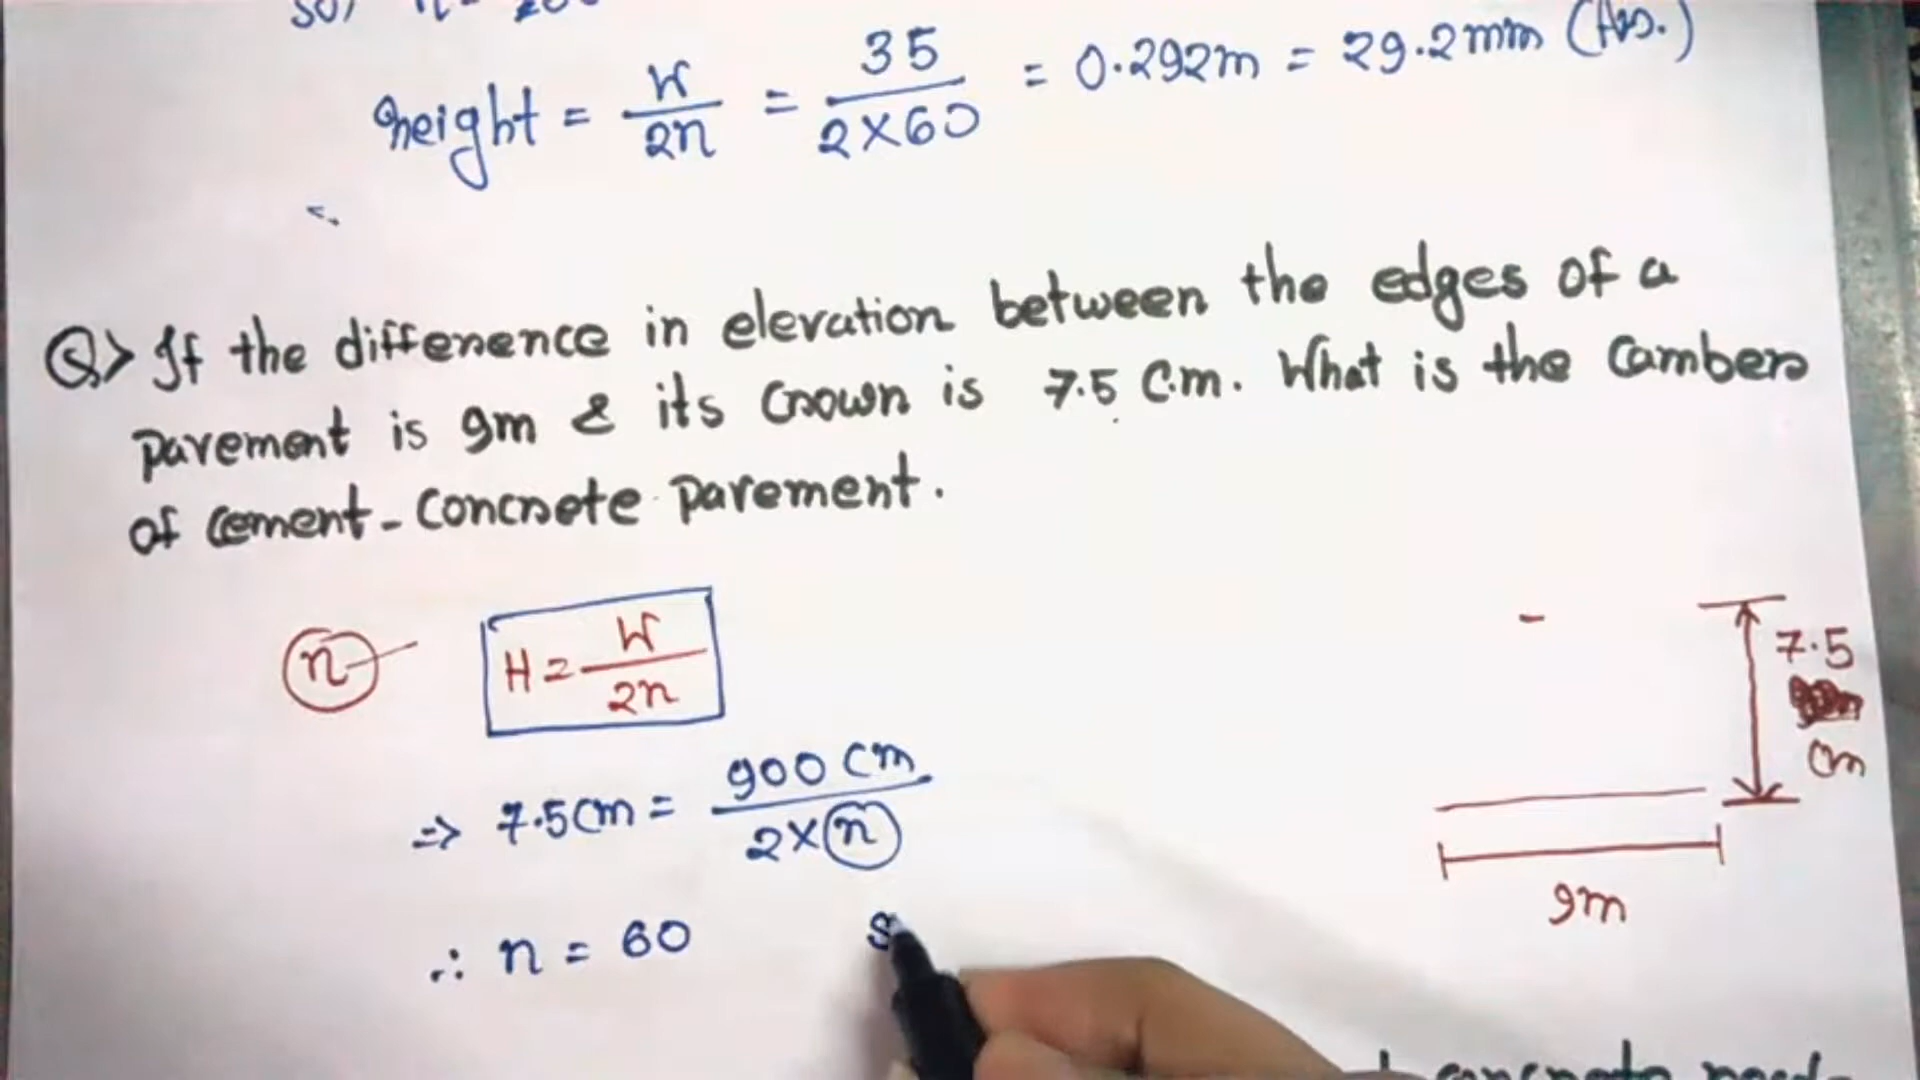 height = W/2n = 35/2×60 = 0.292m = 29.2mm (Ans.)
Q> If the difference in elevation between the edges of a
pavement is 9m & its crown is 7.5 C.m. What is the Camber
of cement-concrete pavement.
n
H = W/2n
⇒ 7.5cm = 900 cm/2×n
∴ n = 60
S
7.5
cm
9m
concrete